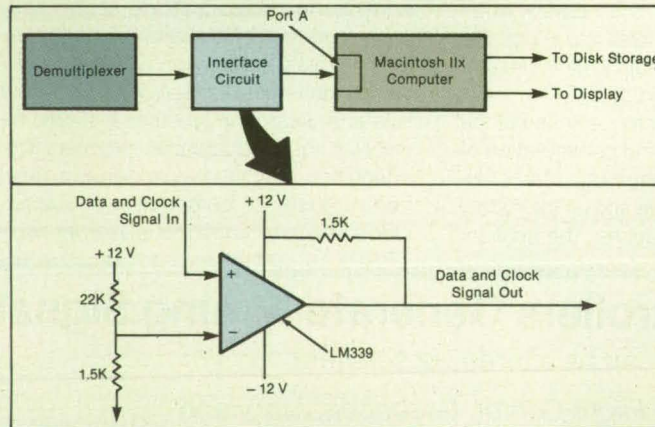 Port A
Demultiplexer
Interface
Circuit
Macintosh IIx
Computer
To Disk Storage
To Display
Data and Clock
Signal In
+ 12 V
1.5K
+ 12 V
22K
+
−
Data and Clock
Signal Out
LM339
1.5K
− 12 V